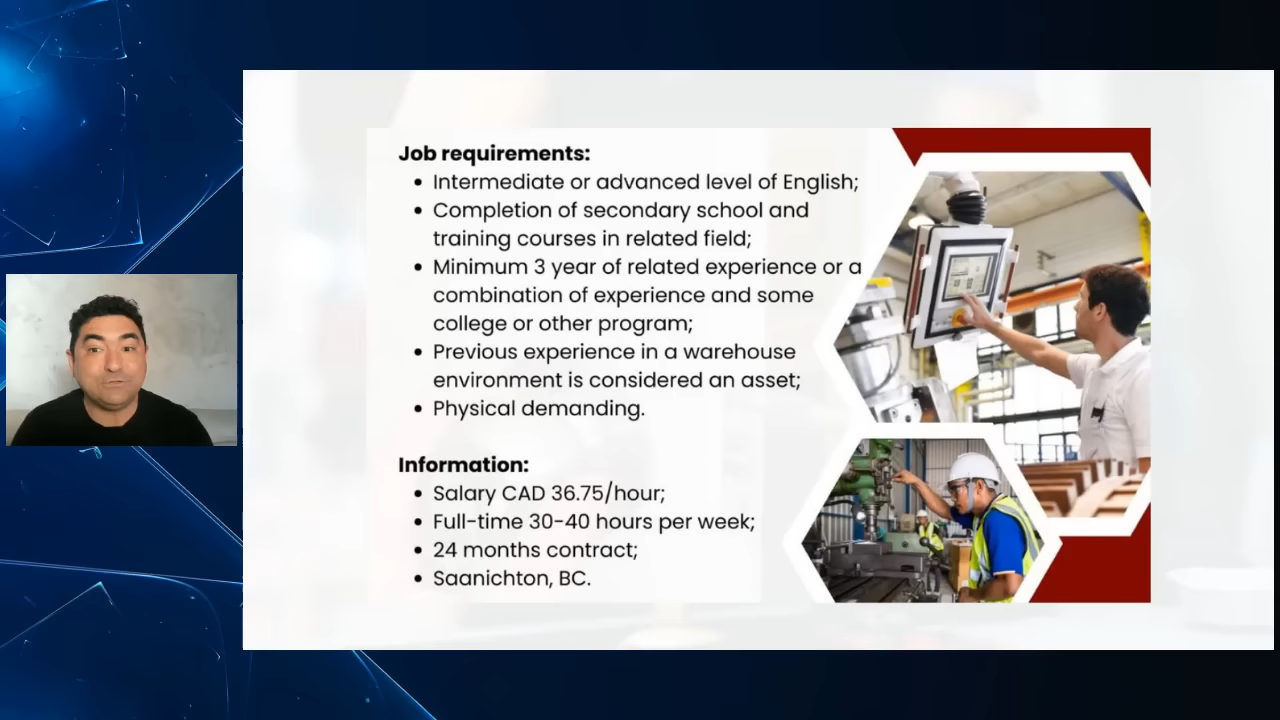 Job requirements:
• Intermediate or advanced level of English;
• Completion of secondary school and
training courses in related field;
• Minimum 3 year of related experience or a
combination of experience and some
college or other program;
• Previous experience in a warehouse
environment is considered an asset;
• Physical demanding.
Information:
• Salary CAD 36.75/hour;
• Full-time 30-40 hours per week;
• 24 months contract;
• Saanichton, BC.